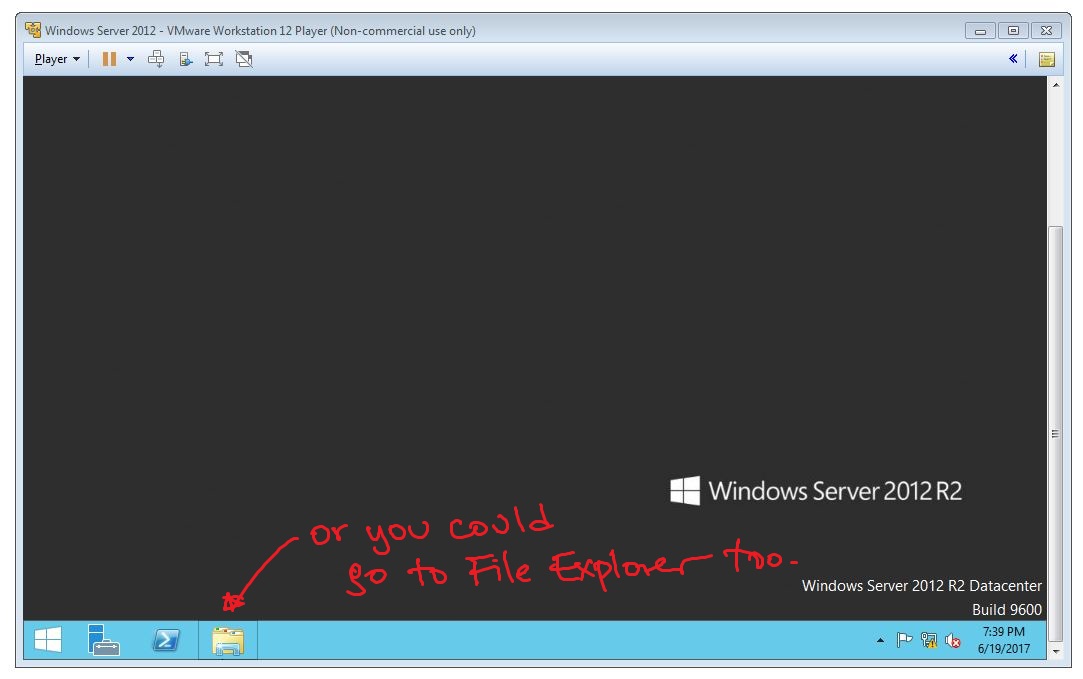 Windows Server 2012 - VMware Workstation 12 Player (Non-commercial use only)
Player
Windows Server 2012 R2
or you could
go to File Explorer too.
Windows Server 2012 R2 Datacenter
Build 9600
7:39 PM
6/19/2017